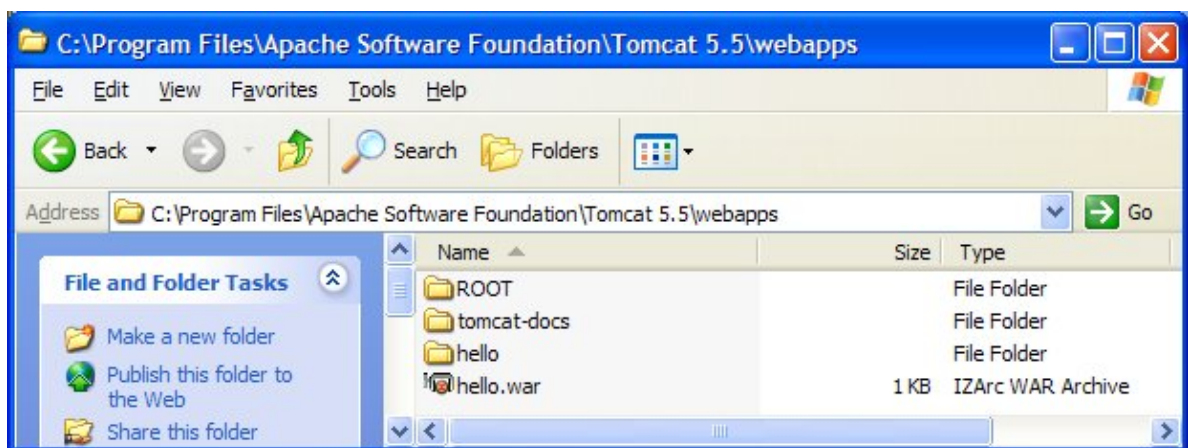 C:\Program Files\Apache Software Foundation\Tomcat 5.5\webapps
File Edit View Favorites Tools Help
Back Search Folders
Address C:\Program Files\Apache Software Foundation\Tomcat 5.5\webapps Go
Name Size Type
File and Folder Tasks
ROOT File Folder
Make a new folder
tomcat-docs File Folder
hello File Folder
Publish this folder to
the Web
hello.war 1 KB IZArc WAR Archive
Share this folder